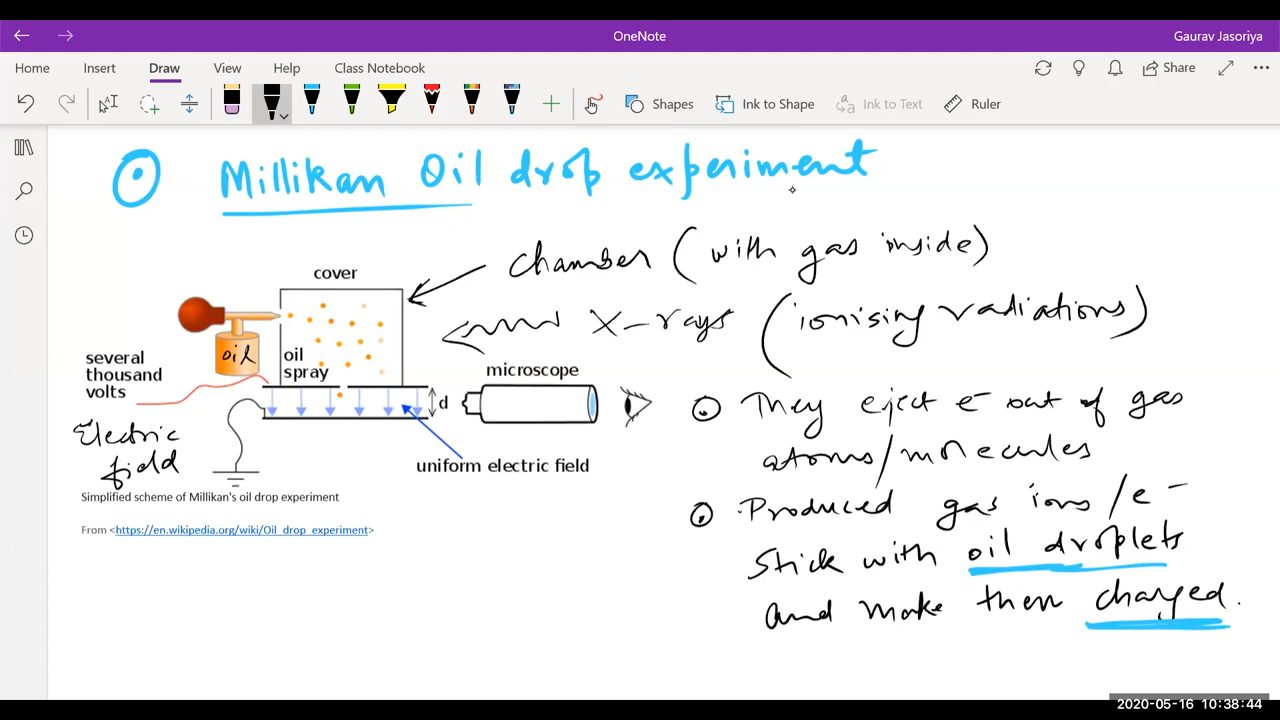 OneNote
Gaurav Jasoriya
Home Insert Draw View Help Class Notebook
Share
Shapes Ink to Shape Ink to Text Ruler
Millikan Oil drop experiment
chamber (with gas inside)
cover
X-rays (ionising radiations)
oil
oil
spray
several
thousand
volts
microscope
d
They eject e- out of gas
atoms/molecules
Electric
field
uniform electric field
Simplified scheme of Millikan's oil drop experiment
From <https://en.wikipedia.org/wiki/Oil_drop_experiment>
Produced gas ions/e-
stick with oil droplets
and make them charged.
2020-05-16 10:38:44